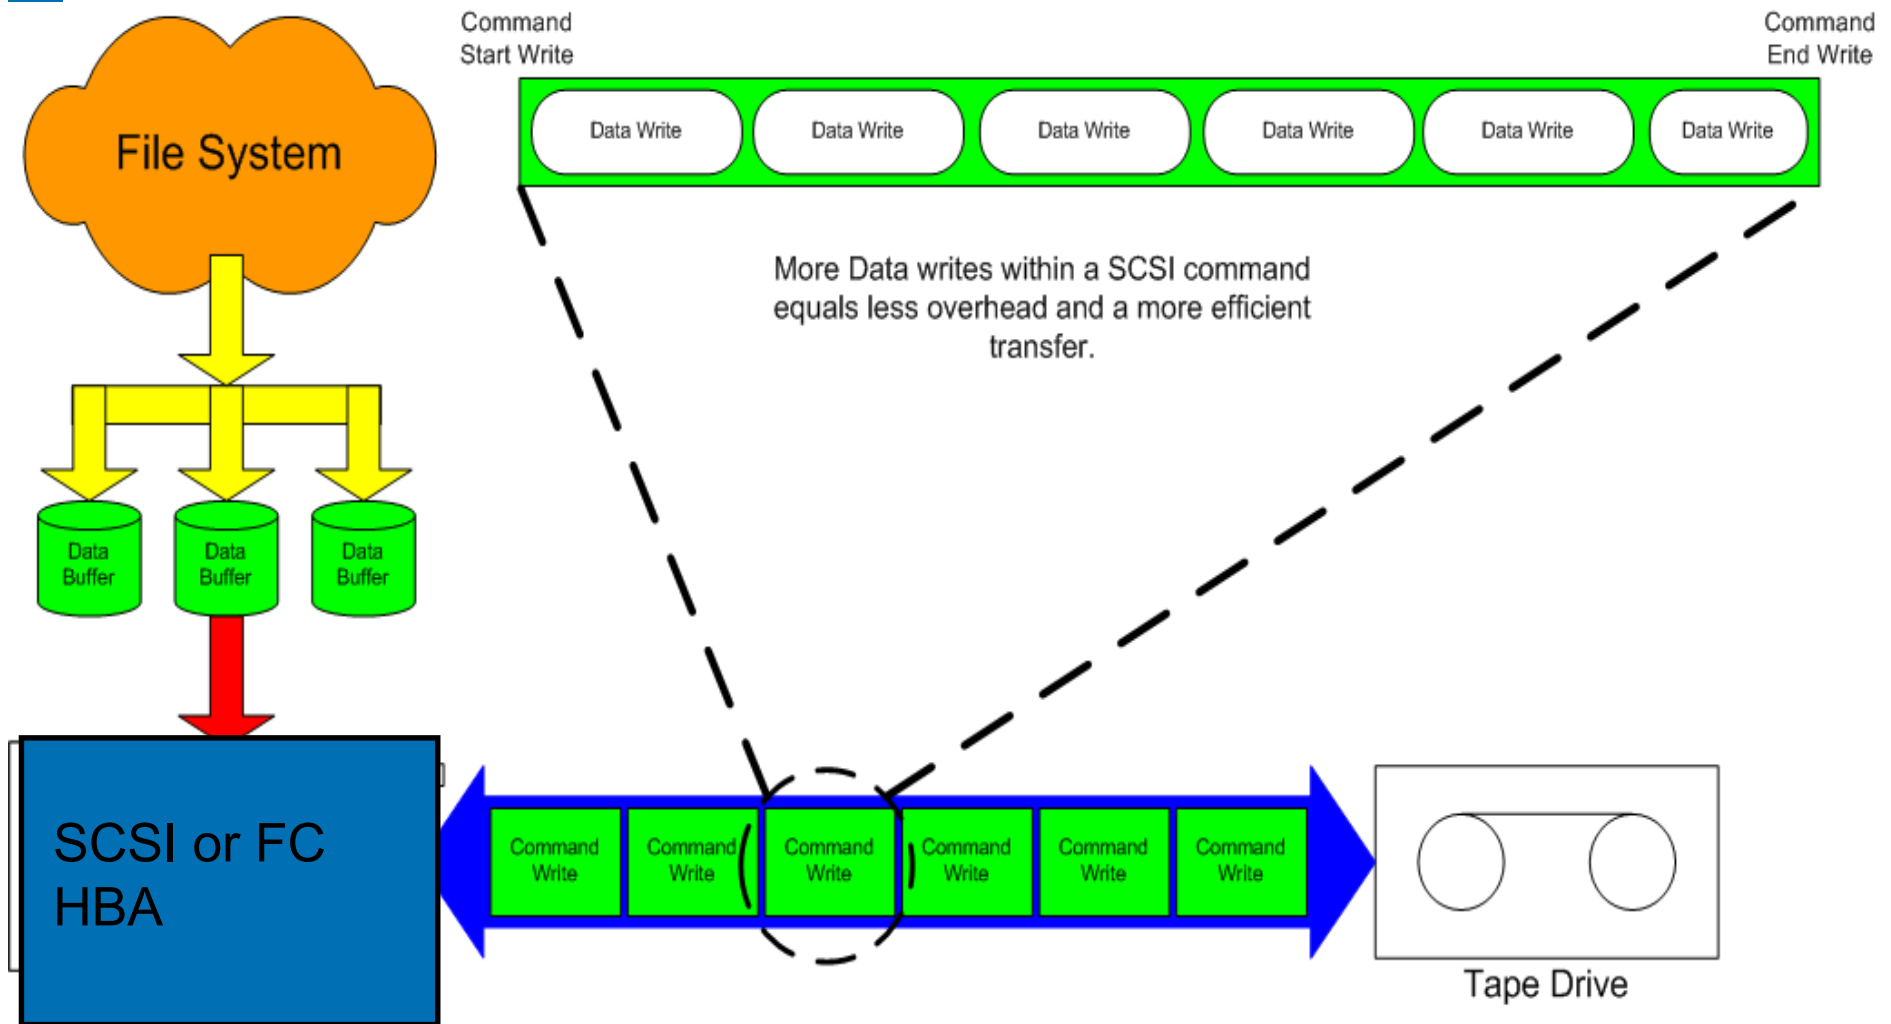 Command
Start Write
Command
End Write
File System
Data Write
Data Write
Data Write
Data Write
Data Write
Data Write
More Data writes within a SCSI command
equals less overhead and a more efficient
transfer.
Data
Buffer
Data
Buffer
Data
Buffer
SCSI or FC
HBA
Command
Write
Command
Write
Command
Write
Command
Write
Command
Write
Command
Write
Tape Drive